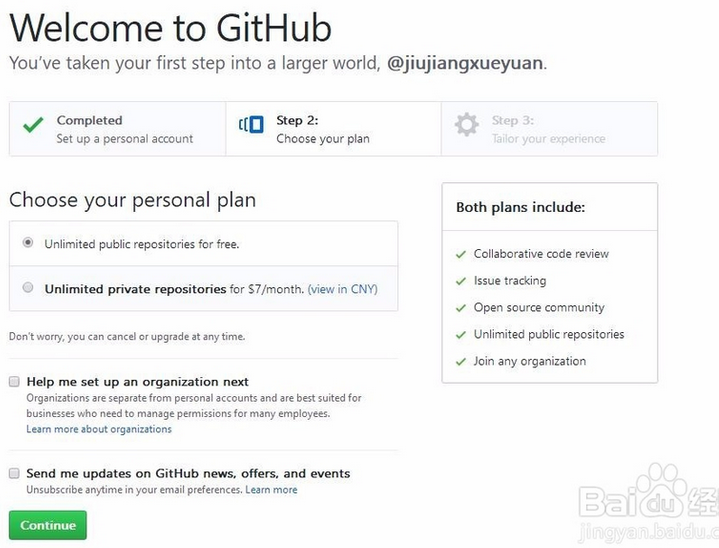 Welcome to GitHub
You've taken your first step into a larger world, @jiujiangxueyuan.
Completed
Set up a personal account
Step 2:
Choose your plan
Step 3:
Tailor your experience
Choose your personal plan
Unlimited public repositories for free.
Unlimited private repositories for $7/month. (view in CNY)
Don't worry, you can cancel or upgrade at any time.
Help me set up an organization next
Organizations are separate from personal accounts and are best suited for
businesses who need to manage permissions for many employees.
Learn more about organizations
Send me updates on GitHub news, offers, and events
Unsubscribe anytime in your email preferences. Learn more
Continue
Both plans include:
Collaborative code review
Issue tracking
Open source community
Unlimited public repositories
Join any organization
Bai du 经
jingyan.baidu.c